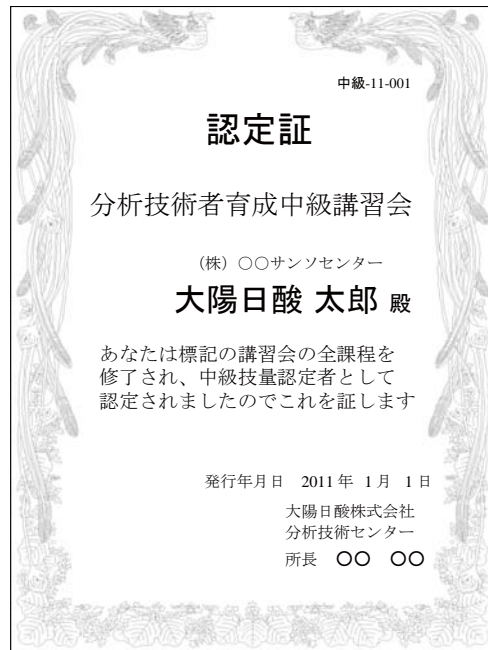 中級-11-001
認定証
分析技術者育成中級講習会
（株）○○サンソセンター
大陽日酸 太郎 殿
あなたは標記の講習会の全課程を
修了され、中級技量認定者として
認定されましたのでこれを証します
発行年月日 2011 年 1 月 1 日
大陽日酸株式会社
分析技術センター
所長 ○○ ○○